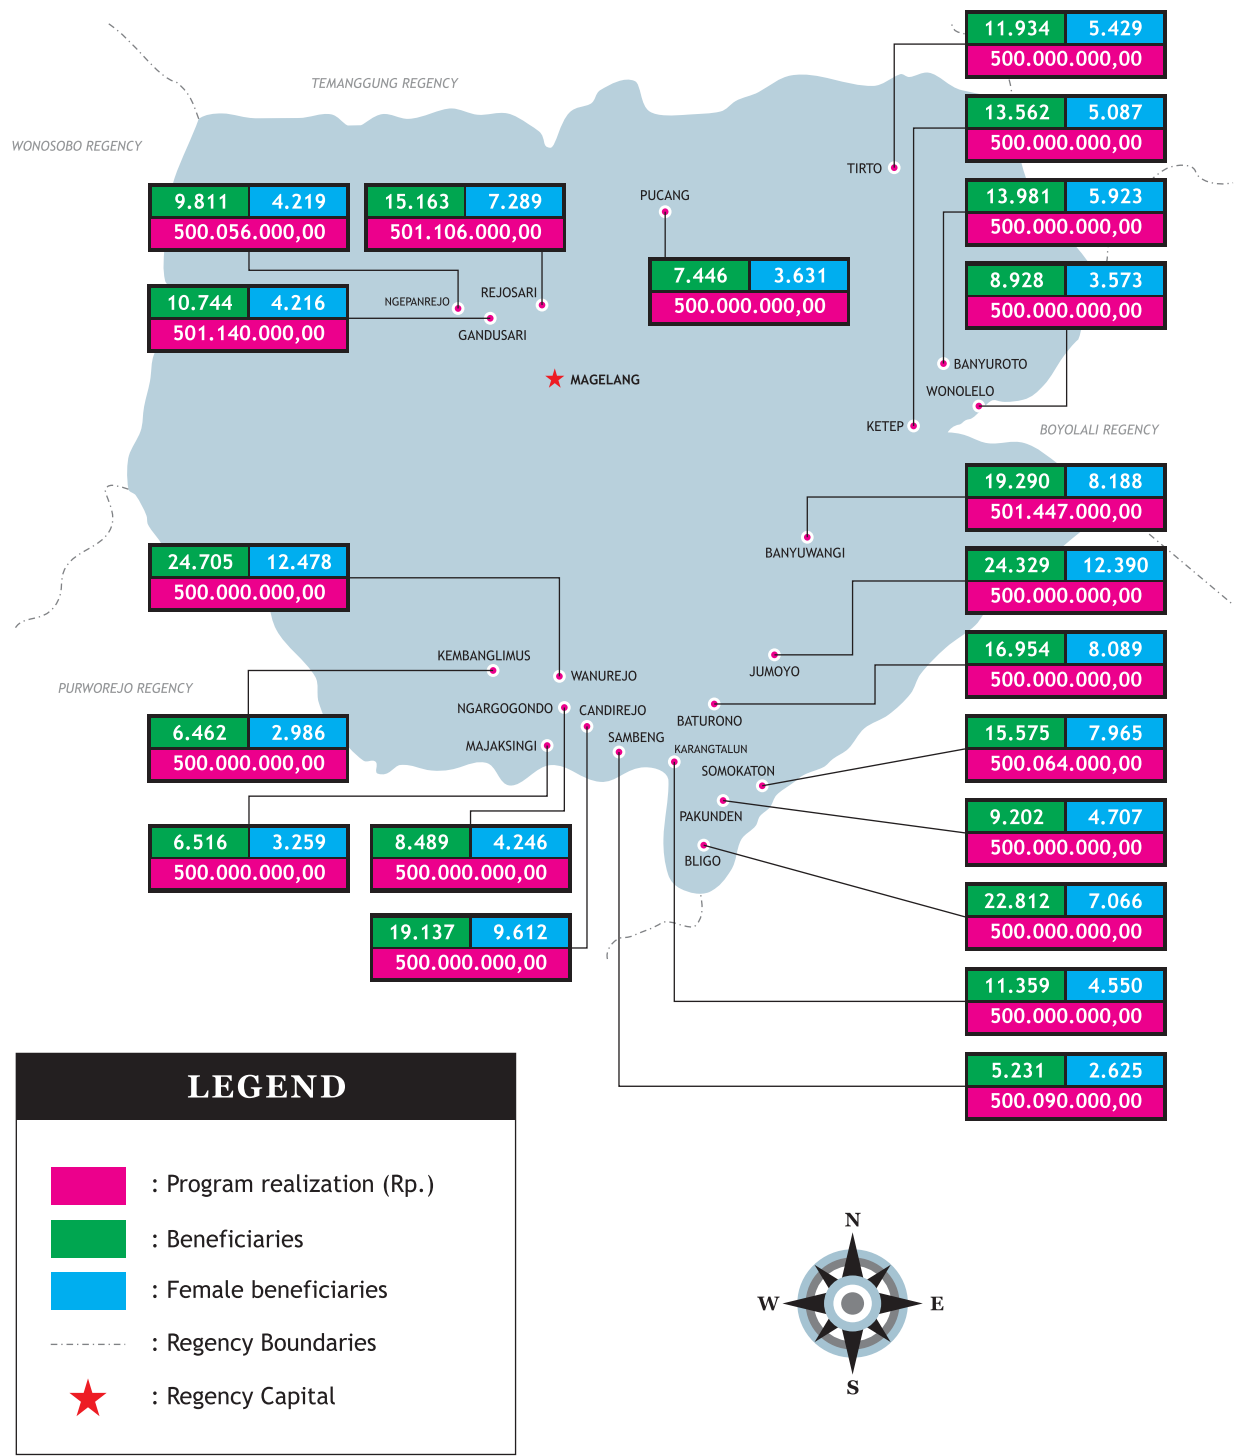 11.934 5.429
500.000.000,00
TEMANGGUNG REGENCY
13.562 5.087
500.000.000,00
WONOSOBO REGENCY
TIRTO
9.811 4.219
500.056.000,00
15.163 7.289
501.106.000,00
PUCANG
13.981 5.923
500.000.000,00
7.446 3.631
500.000.000,00
8.928 3.573
500.000.000,00
10.744 4.216
501.140.000,00
NGEPANREJO
REJOSARI
GANDUSARI
BANYUROTO
MAGELANG
WONOLELO
KETEP
BOYOLALI REGENCY
19.290 8.188
501.447.000,00
BANYUWANGI
24.705 12.478
500.000.000,00
24.329 12.390
500.000.000,00
KEMBANGLIMUS
WANUREJO
JUMOYO
16.954 8.089
500.000.000,00
PURWOREJO REGENCY
NGARGOGONDO
CANDIREJO
BATURONO
6.462 2.986
500.000.000,00
MAJAKSINGI
SAMBENG
KARANGTALUN
SOMOKATON
15.575 7.965
500.064.000,00
PAKUNDEN
BLIGO
6.516 3.259
500.000.000,00
8.489 4.246
500.000.000,00
9.202 4.707
500.000.000,00
22.812 7.066
500.000.000,00
19.137 9.612
500.000.000,00
11.359 4.550
500.000.000,00
5.231 2.625
500.090.000,00
LEGEND
: Program realization (Rp.)
: Beneficiaries
: Female beneficiaries
: Regency Boundaries
: Regency Capital
N
W
E
S